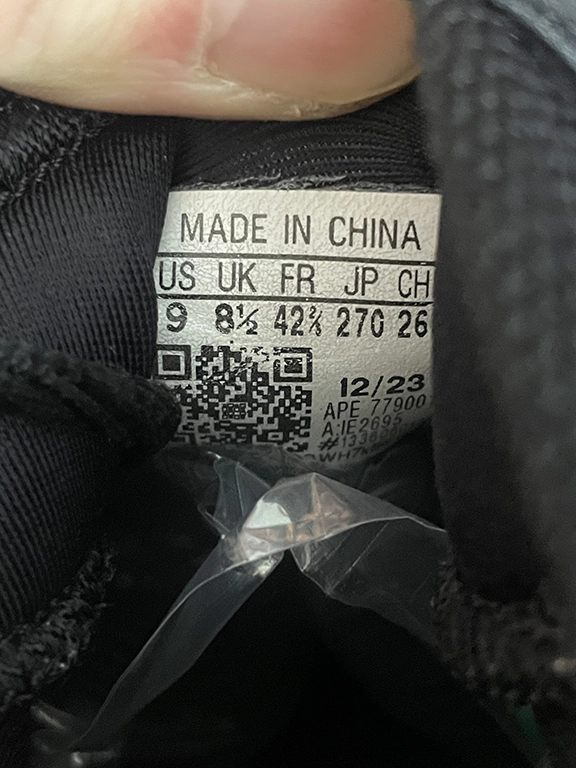 MADE IN CHINA
US UK FR JP CH
9 8½ 42⅔ 270 26
12/23
APE 77900
A:IE2695